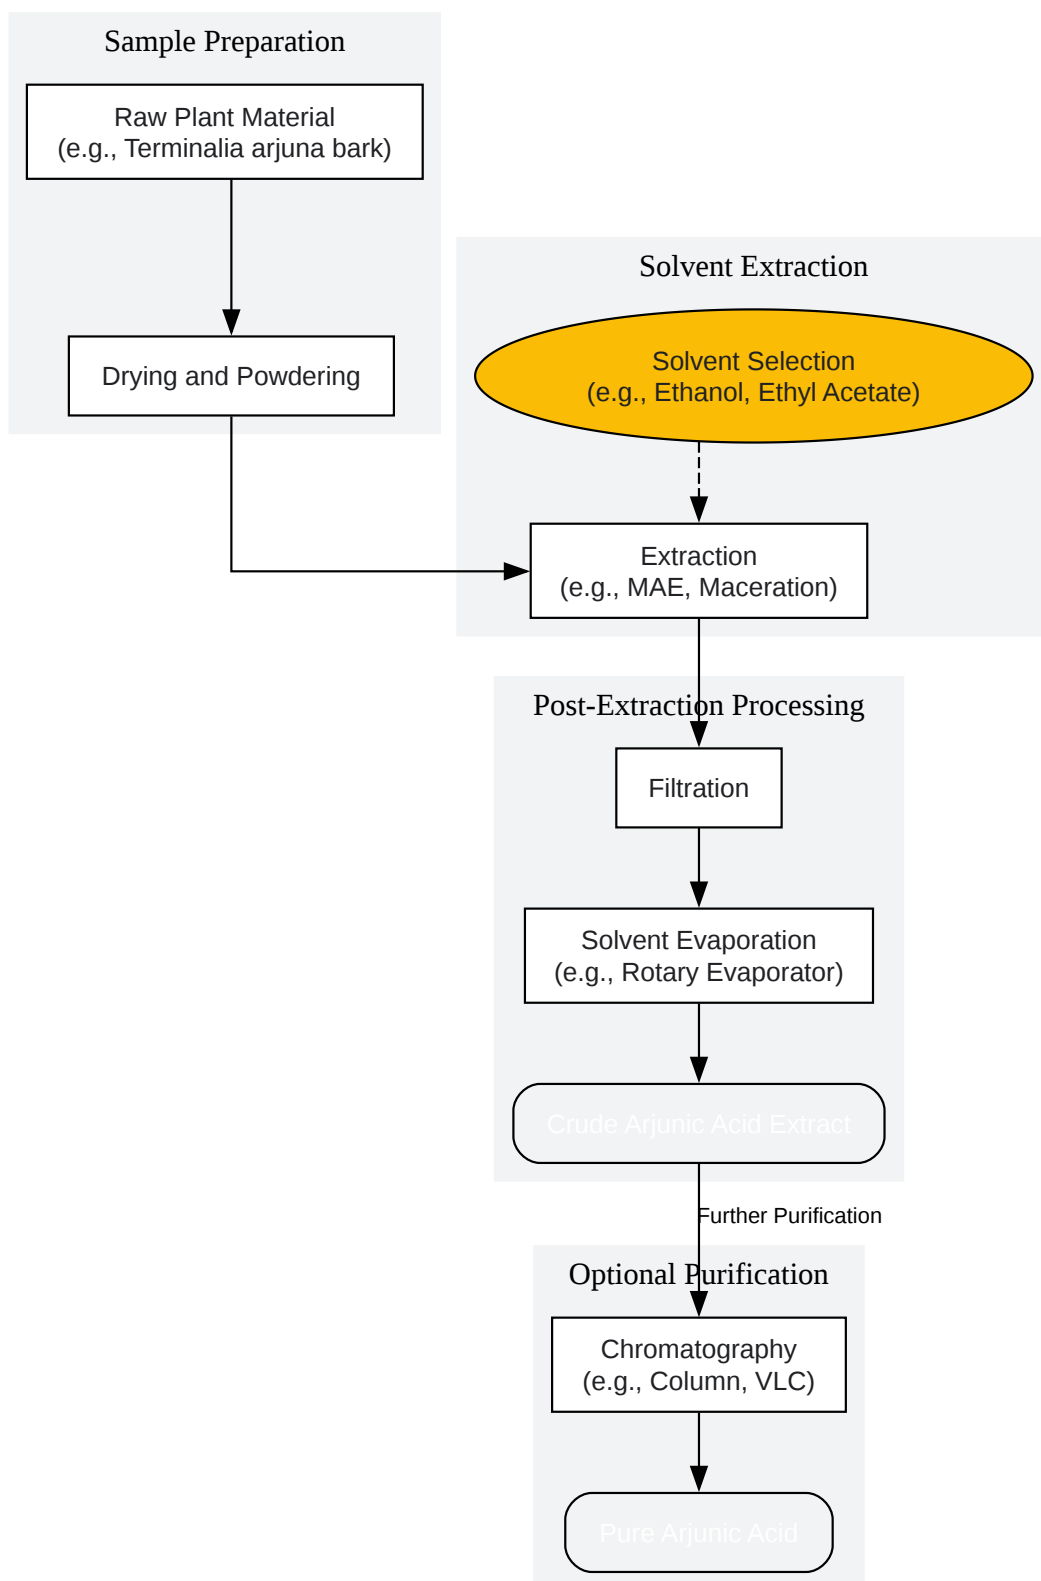 Sample Preparation
Raw Plant Material
(e.g., Terminalia arjuna bark)
Drying and Powdering
Solvent Extraction
Solvent Selection
(e.g., Ethanol, Ethyl Acetate)
Extraction
(e.g., MAE, Maceration)
Post-Extraction Processing
Filtration
Solvent Evaporation
(e.g., Rotary Evaporator)
Crude Arjunic Acid Extract
Further Purification
Optional Purification
Chromatography
(e.g., Column, VLC)
Pure Arjunic Acid